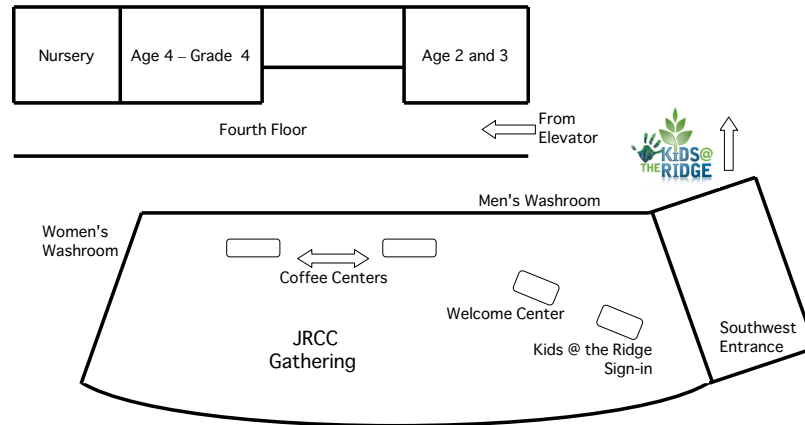 Nursery
Age 4 – Grade 4
Age 2 and 3
Fourth Floor
From
Elevator
KiDS@
THE RIDGE
Men's Washroom
Women's
Washroom
Coffee Centers
Welcome Center
JRCC
Gathering
Kids @ the Ridge
Sign-in
Southwest
Entrance